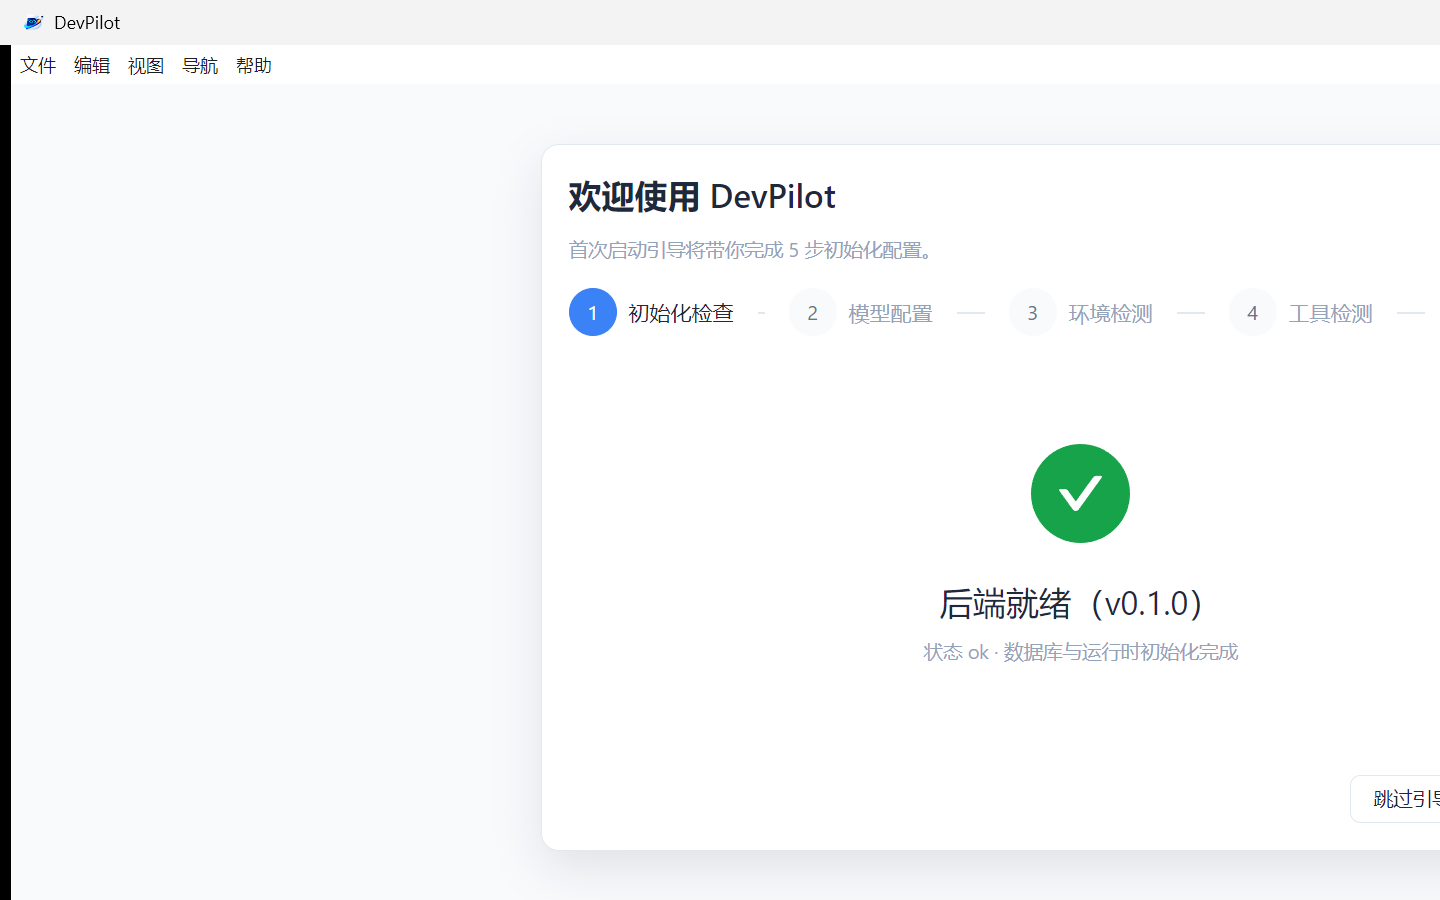 DevPilot
文件 编辑 视图 导航 帮助
欢迎使用 DevPilot
首次启动引导将带你完成 5 步初始化配置。
1 初始化检查 2 模型配置 3 环境检测 4 工具检测
后端就绪（v0.1.0）
状态 ok · 数据库与运行时初始化完成
跳过引导